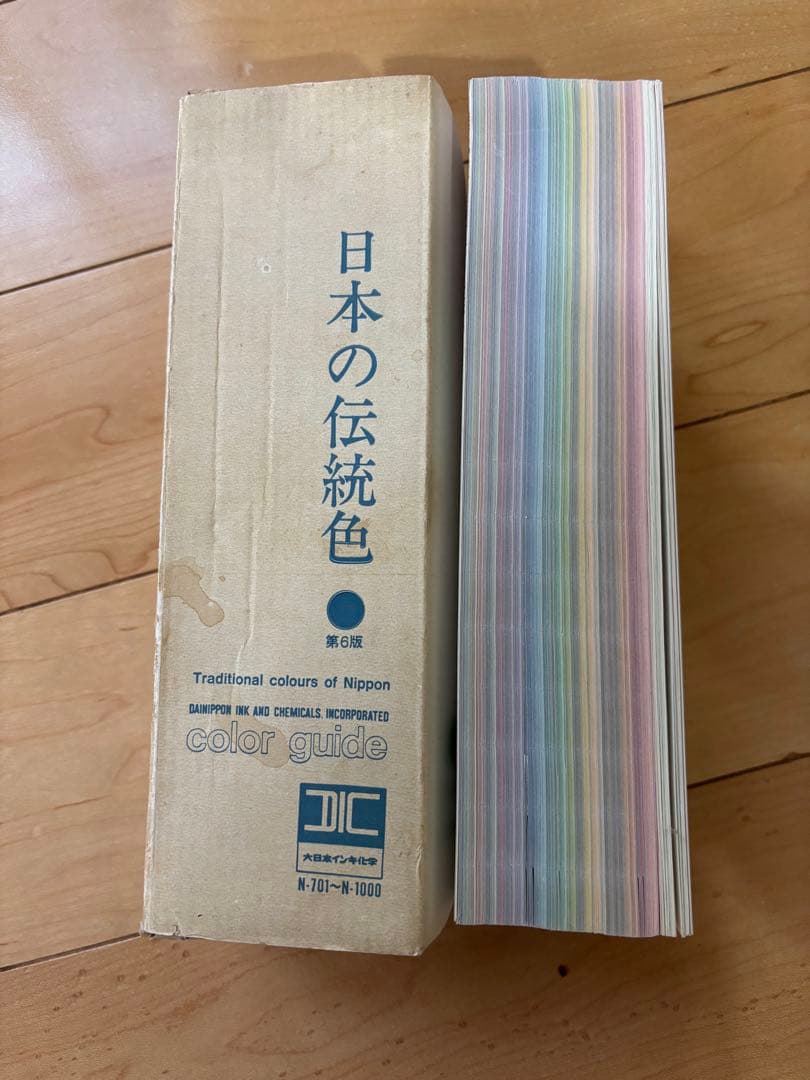 日本の伝統色
第6版
Traditional colours of Nippon
DAINIPPON INK AND CHEMICALS, INCORPORATED
color guide
DIC
大日本インキ化学
N-701~N-1000